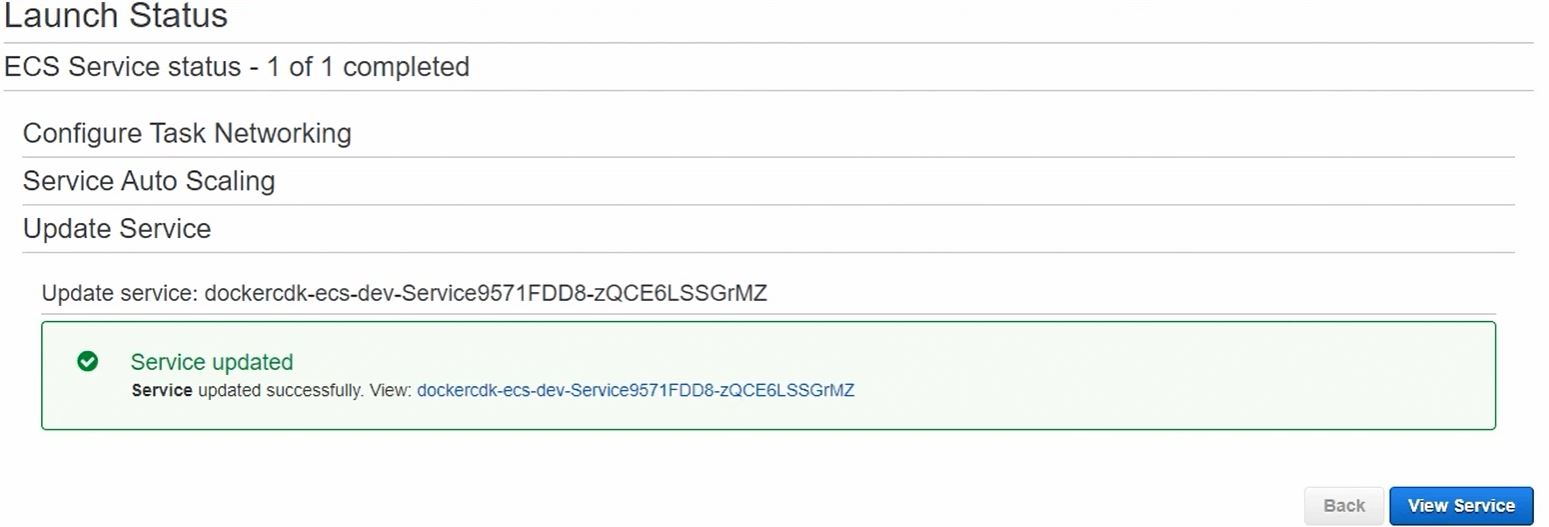 Launch Status
ECS Service status - 1 of 1 completed
Configure Task Networking
Service Auto Scaling
Update Service
Update service: dockercdk-ecs-dev-Service9571FDD8-zQCE6LSSGrMZ
Service updated
Service updated successfully. View: dockercdk-ecs-dev-Service9571FDD8-zQCE6LSSGrMZ
Back
View Service